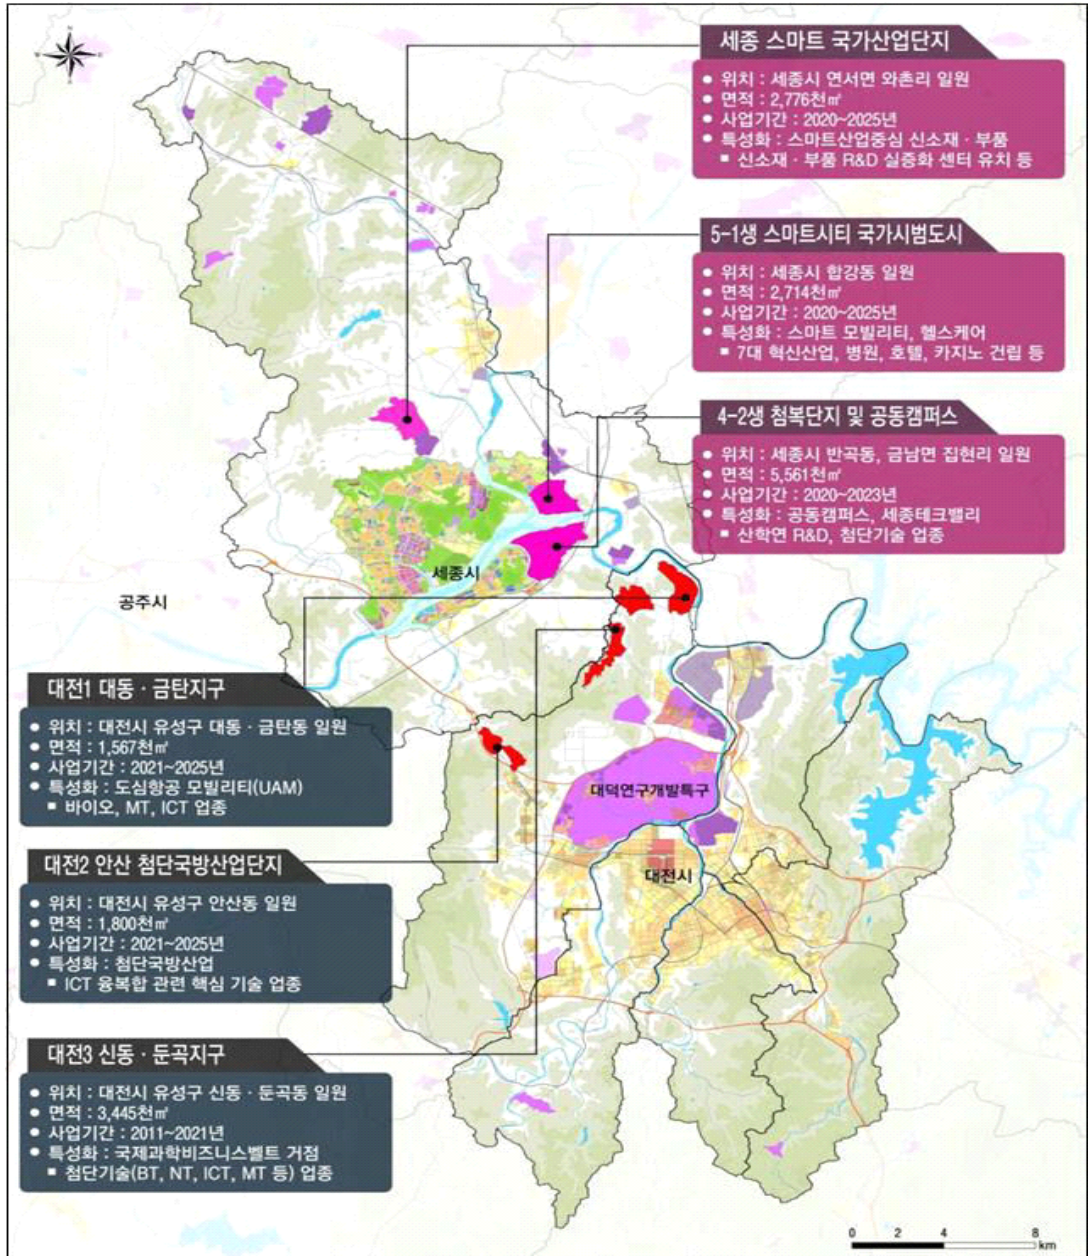 세종 스마트 국가산업단지
● 위치 : 세종시 연서면 와촌리 일원
● 면적 : 2,776천㎡
● 사업기간 : 2020~2025년
● 특성화 : 스마트산업중심 신소재 · 부품
■ 신소재 · 부품 R&D 실증화 센터 유치 등
5-1생 스마트시티 국가시범도시
● 위치 : 세종시 합강동 일원
● 면적 : 2,714천㎡
● 사업기간 : 2020~2025년
● 특성화 : 스마트 모빌리티, 헬스케어
■ 7대 혁신산업, 병원, 호텔, 카지노 건립 등
4-2생 첨복단지 및 공동캠퍼스
● 위치 : 세종시 반곡동, 금남면 집현리 일원
● 면적 : 5,561천㎡
● 사업기간 : 2020~2023년
● 특성화 : 공동캠퍼스, 세종테크밸리
■ 산학연 R&D, 첨단기술 업종
세종시
공주시
대전1 대동 · 금탄지구
● 위치 : 대전시 유성구 대동 · 금탄동 일원
● 면적 : 1,567천㎡
● 사업기간 : 2021~2025년
● 특성화 : 도심항공 모빌리티(UAM)
■ 바이오, MT, ICT 업종
대덕연구개발특구
대전시
대전2 안산 첨단국방산업단지
● 위치 : 대전시 유성구 안산동 일원
● 면적 : 1,800천㎡
● 사업기간 : 2021~2025년
● 특성화 : 첨단국방산업
■ ICT 융복합 관련 핵심 기술 업종
대전3 신동 · 둔곡지구
● 위치 : 대전시 유성구 신동 · 둔곡동 일원
● 면적 : 3,445천㎡
● 사업기간 : 2011~2021년
● 특성화 : 국제과학비즈니스벨트 거점
■ 첨단기술(BT, NT, ICT, MT 등) 업종
0 2 4 8
km